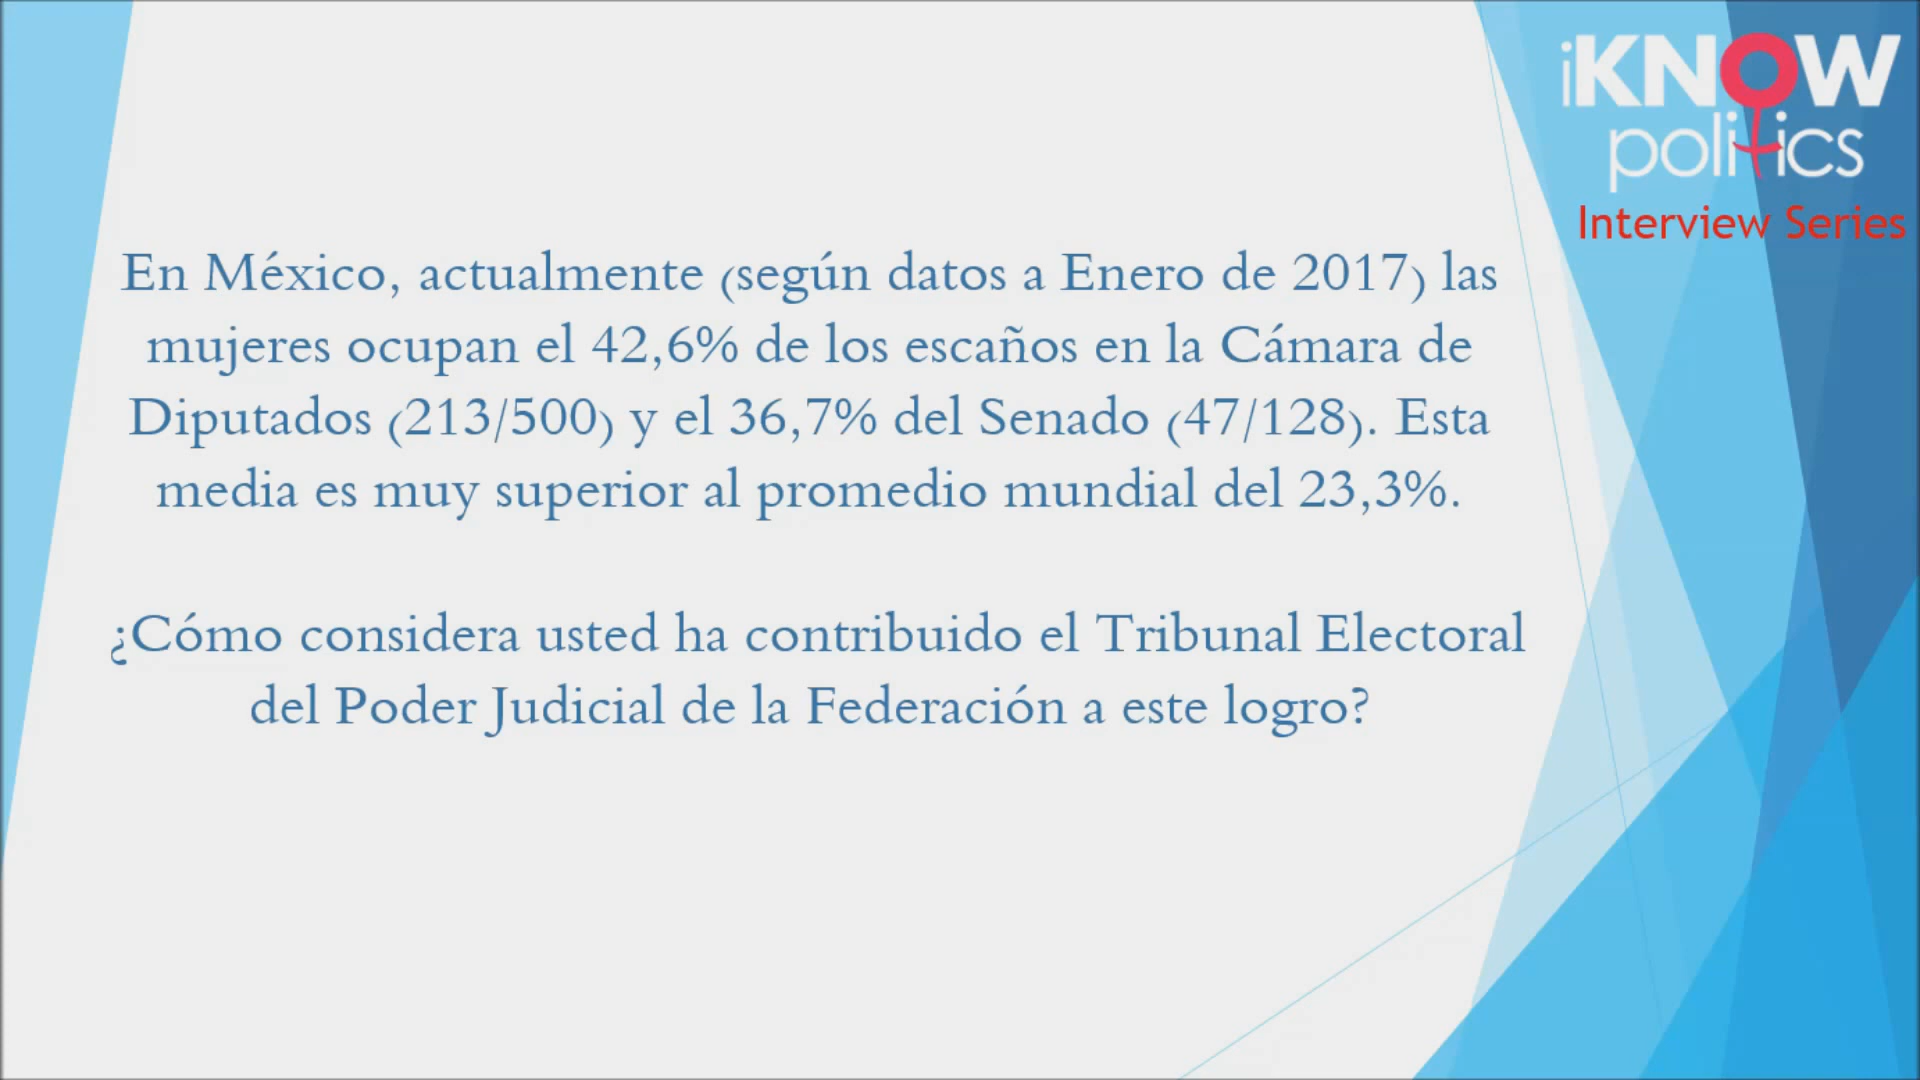 iKNOW
politics
Interview Series
En México, actualmente (según datos a Enero de 2017) las
mujeres ocupan el 42,6% de los escaños en la Cámara de
Diputados (213/500) y el 36,7% del Senado (47/128). Esta
media es muy superior al promedio mundial del 23,3%.
¿Cómo considera usted ha contribuido el Tribunal Electoral
del Poder Judicial de la Federación a este logro?